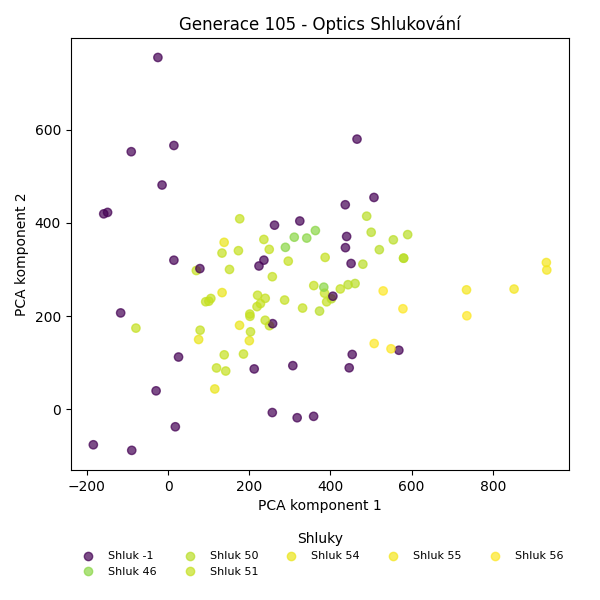 Generace 105 - Optics Shlukování
PCA komponent 2
600
400
200
0
−200 0 200 400 600 800
PCA komponent 1
Shluky
Shluk -1 Shluk 50 Shluk 54 Shluk 55 Shluk 56
Shluk 46 Shluk 51